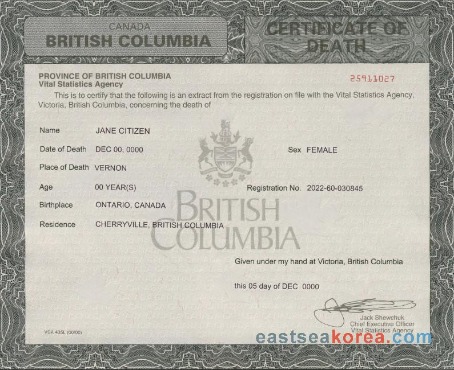 CANADA
BRITISH COLUMBIA
CERTIFICATE OF
DEATH
PROVINCE OF BRITISH COLUMBIA
Vital Statistics Agency
25911027
This is to certify that the following is an extract from the registration on file with the Vital Statistics Agency,
Victoria, British Columbia, concerning the death of
Name JANE CITIZEN
Date of Death DEC 00, 0000 Sex FEMALE
Place of Death VERNON
Age 00 YEAR(S) Registration No. 2022-60-030845
Birthplace ONTARIO, CANADA
BRITISH
COLUMBIA
Residence CHERRYVILLE, BRITISH COLUMBIA
Given under my hand at Victoria, British Columbia
this 05 day of DEC 0000
Jack Shewchuk
Chief Executive Officer
Vital Statistics Agency
eastseakorea.com